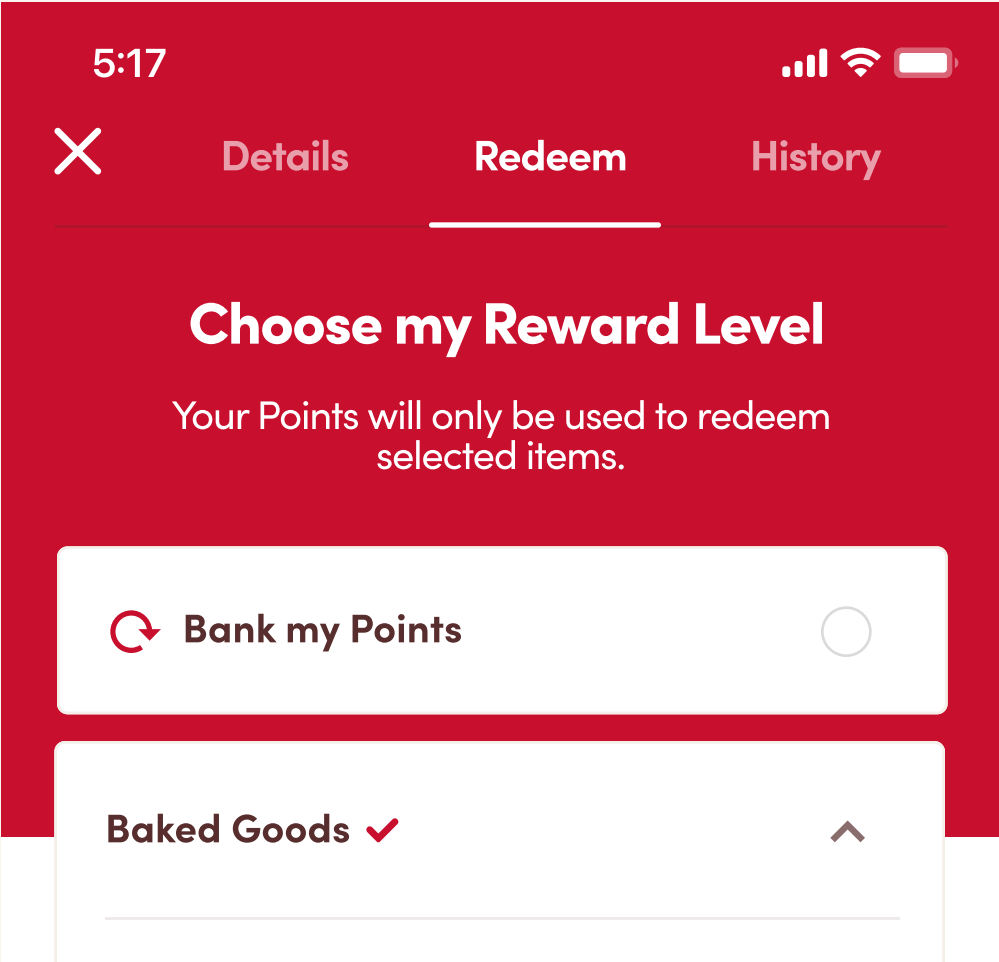 5:17
Details
Redeem
History
Choose my Reward Level
Your Points will only be used to redeem
selected items.
Bank my Points
Baked Goods